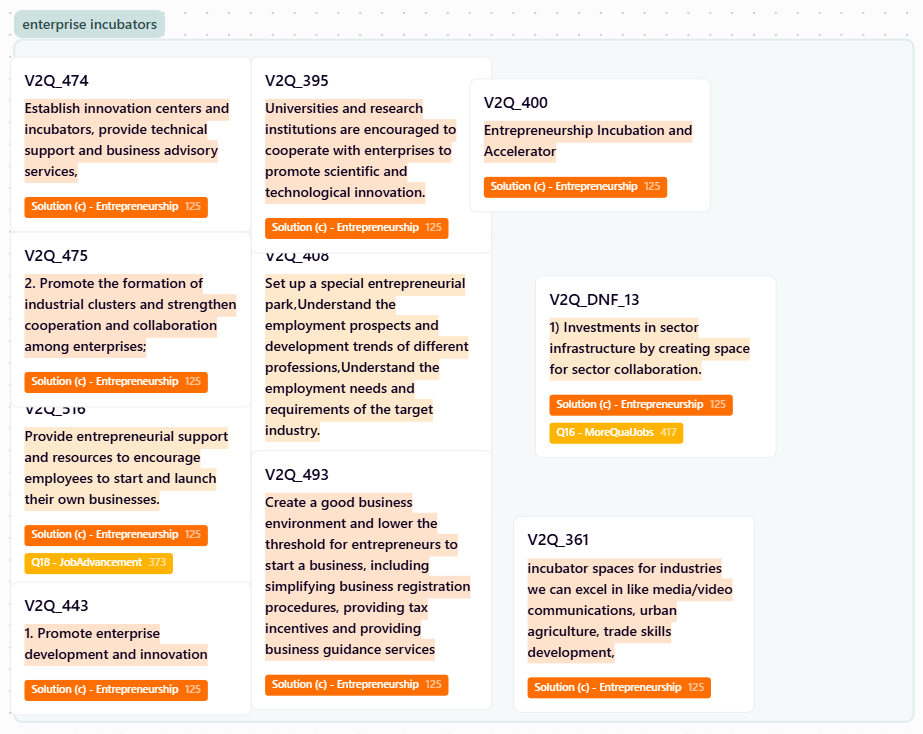 enterprise incubators
V2Q_474
Establish innovation centers and
incubators, provide technical
support and business advisory
services,
Solution (c) - Entrepreneurship 125
V2Q_475
2. Promote the formation of
industrial clusters and strengthen
cooperation and collaboration
among enterprises;
Solution (c) - Entrepreneurship 125
V2Q_516
Provide entrepreneurial support
and resources to encourage
employees to start and launch
their own businesses.
Solution (c) - Entrepreneurship 125
Q18 - JobAdvancement 373
V2Q_443
1. Promote enterprise
development and innovation
Solution (c) - Entrepreneurship 125
V2Q_395
Universities and research
institutions are encouraged to
cooperate with enterprises to
promote scientific and
technological innovation.
Solution (c) - Entrepreneurship 125
V2Q_408
Set up a special entrepreneurial
park,Understand the
employment prospects and
development trends of different
professions,Understand the
employment needs and
requirements of the target
industry.
V2Q_493
Create a good business
environment and lower the
threshold for entrepreneurs to
start a business, including
simplifying business registration
procedures, providing tax
incentives and providing
business guidance services
Solution (c) - Entrepreneurship 125
V2Q_400
Entrepreneurship Incubation and
Accelerator
Solution (c) - Entrepreneurship 125
V2Q_DNF_13
1) Investments in sector
infrastructure by creating space
for sector collaboration.
Solution (c) - Entrepreneurship 125
Q16 - MoreQualJobs 417
V2Q_361
incubator spaces for industries
we can excel in like media/video
communications, urban
agriculture, trade skills
development,
Solution (c) - Entrepreneurship 125